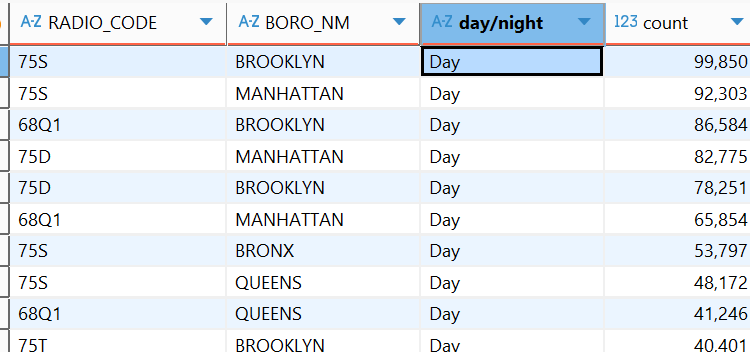 A-Z RADIO_CODE A-Z BORO_NM A-Z day/night 123 count
75S BROOKLYN Day 99,850
75S MANHATTAN Day 92,303
68Q1 BROOKLYN Day 86,584
75D MANHATTAN Day 82,775
75D BROOKLYN Day 78,251
68Q1 MANHATTAN Day 65,854
75S BRONX Day 53,797
75S QUEENS Day 48,172
68Q1 QUEENS Day 41,246
75T BROOKLYN Day 40,401